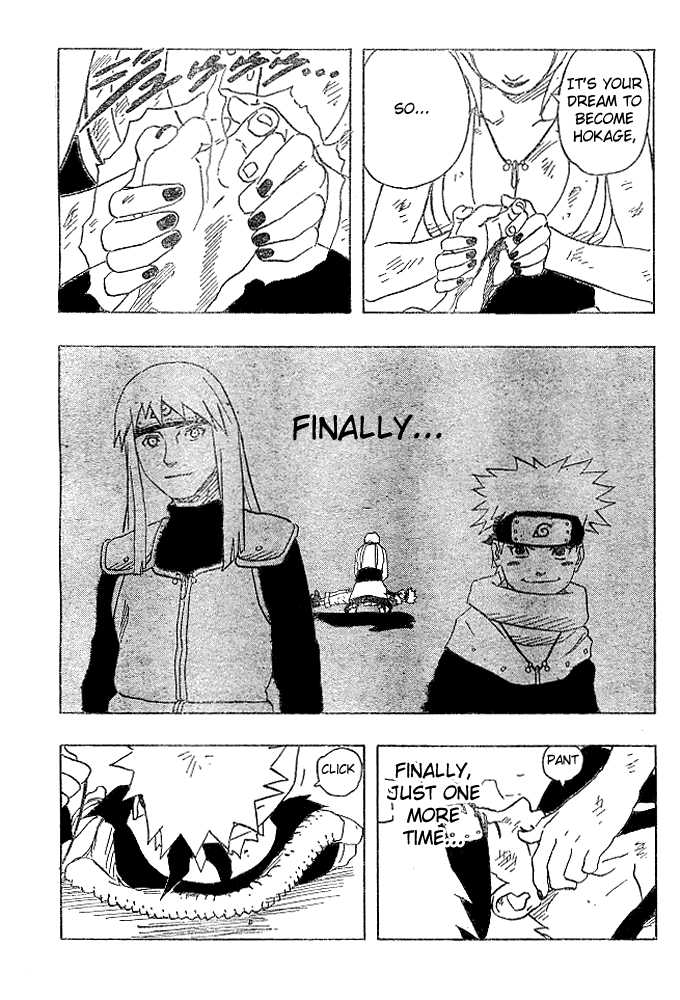 IT'S YOUR
DREAM TO
BECOME
HOKAGE,
SO...
FINALLY...
PANT
FINALLY,
JUST ONE
MORE
TIME...
CLICK